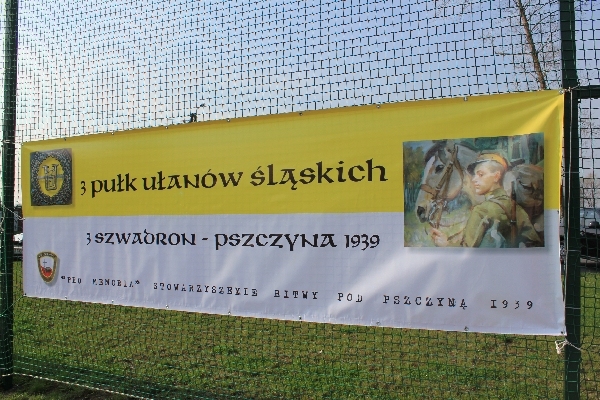 3 pułk ułanów śląskich
3 szwadron - pszczyna 1939
"PRO MEMORIA" STOWARZYSZENIE BITWY POD PSZCZYNĄ 1939